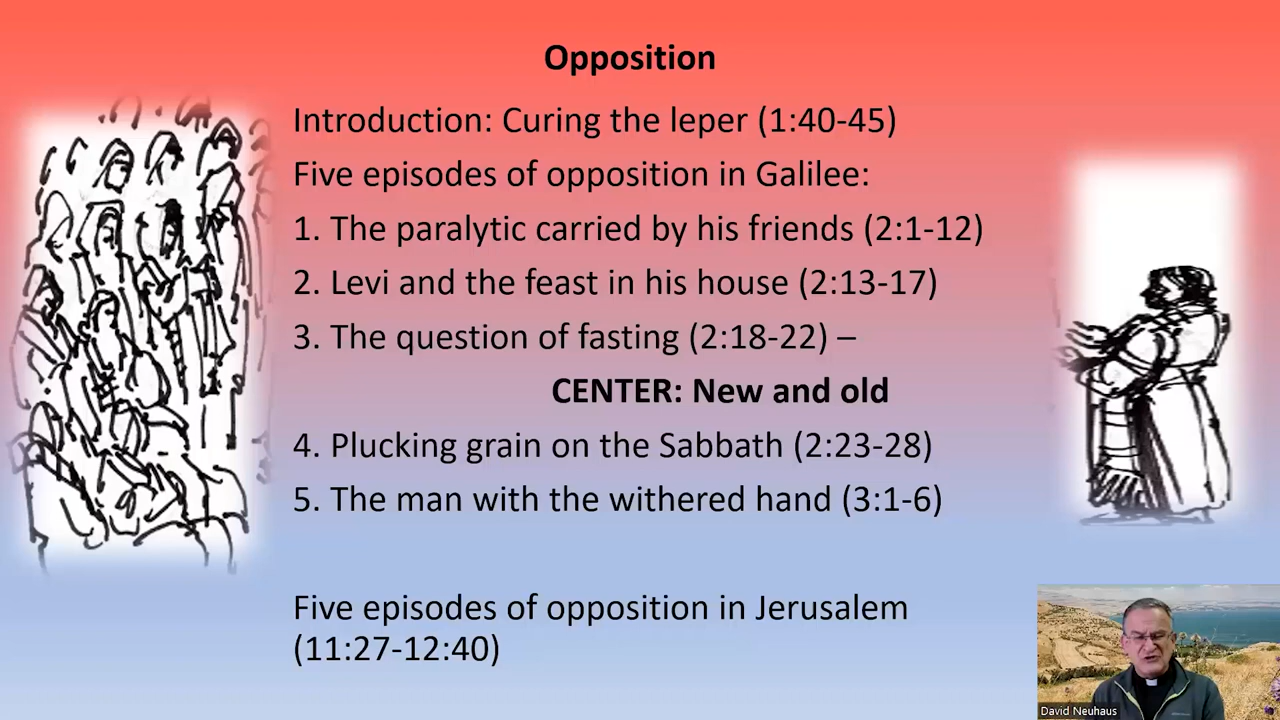 Opposition
Introduction: Curing the leper (1:40-45)
Five episodes of opposition in Galilee:
1. The paralytic carried by his friends (2:1-12)
2. Levi and the feast in his house (2:13-17)
3. The question of fasting (2:18-22) –
CENTER: New and old
4. Plucking grain on the Sabbath (2:23-28)
5. The man with the withered hand (3:1-6)
Five episodes of opposition in Jerusalem
(11:27-12:40)
David Neuhaus